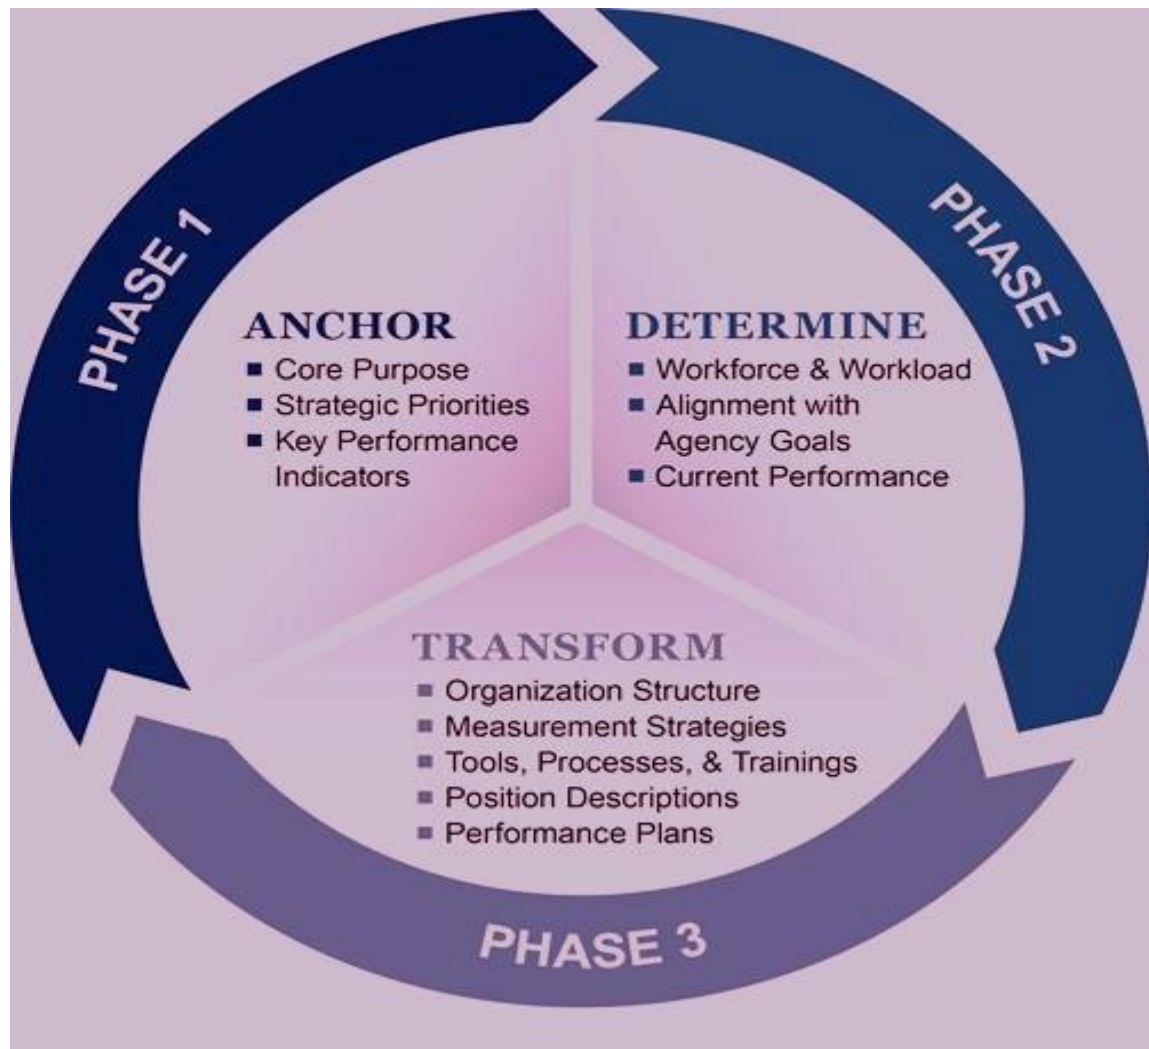 PHASE 1
ANCHOR
■ Core Purpose
■ Strategic Priorities
■ Key Performance
Indicators
PHASE 2
DETERMINE
■ Workforce & Workload
■ Alignment with
Agency Goals
■ Current Performance
TRANSFORM
■ Organization Structure
■ Measurement Strategies
■ Tools, Processes, & Trainings
■ Position Descriptions
■ Performance Plans
PHASE 3